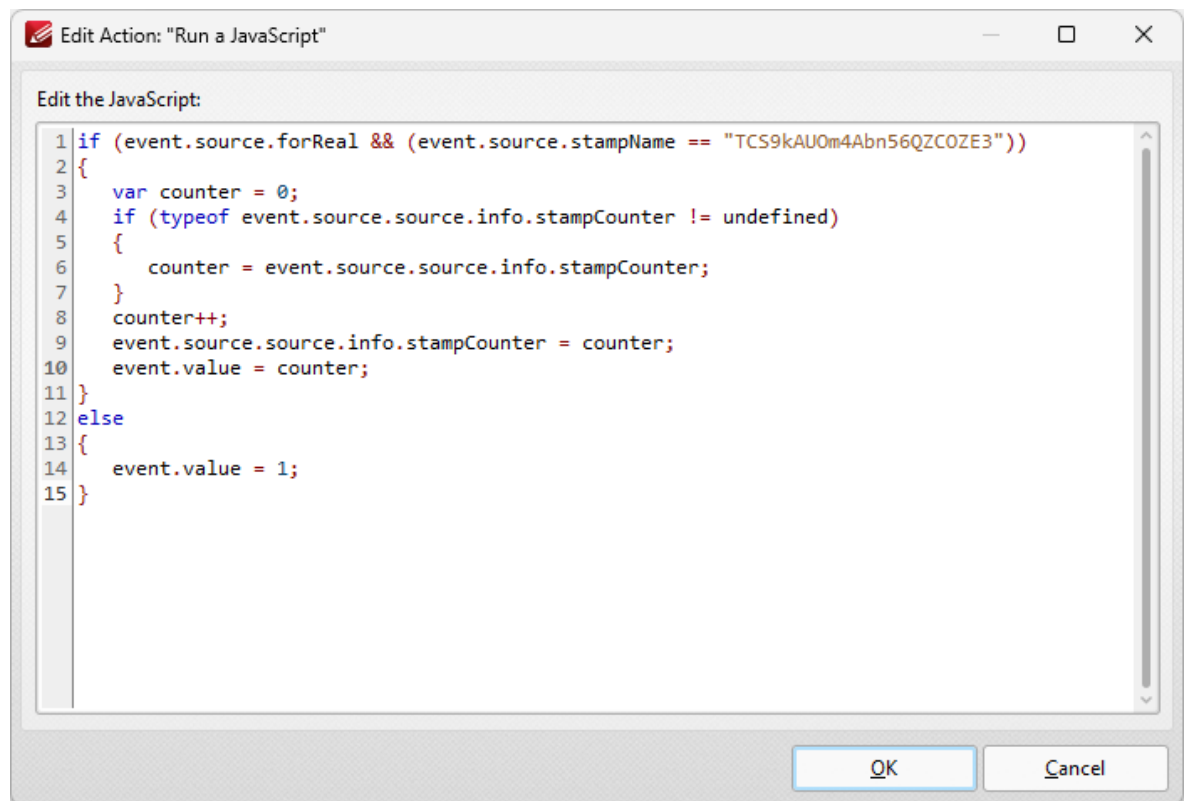 Edit Action: "Run a JavaScript"
Edit the JavaScript:
1 if (event.source.forReal && (event.source.stampName == "TCS9kAUOm4Abn56QZCOZE3"))
2 {
3     var counter = 0;
4     if (typeof event.source.source.info.stampCounter != undefined)
5     {
6         counter = event.source.source.info.stampCounter;
7     }
8     counter++;
9     event.source.source.info.stampCounter = counter;
10     event.value = counter;
11 }
12 else
13 {
14     event.value = 1;
15 }
OK Cancel